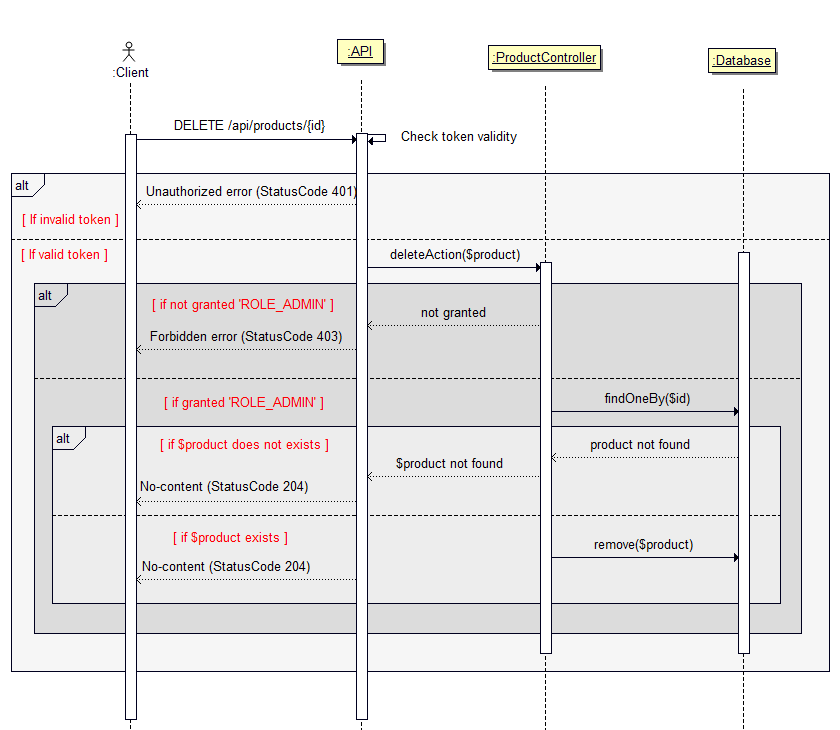 :Client
:API
:ProductController
:Database
DELETE /api/products/{id}
Check token validity
alt
Unauthorized error (StatusCode 401)
[ If invalid token ]
[ If valid token ]
deleteAction($product)
alt
[ if not granted 'ROLE_ADMIN' ]
not granted
Forbidden error (StatusCode 403)
[ if granted 'ROLE_ADMIN' ]
findOneBy($id)
alt
[ if $product does not exists ]
product not found
$product not found
No-content (StatusCode 204)
[ if $product exists ]
remove($product)
No-content (StatusCode 204)